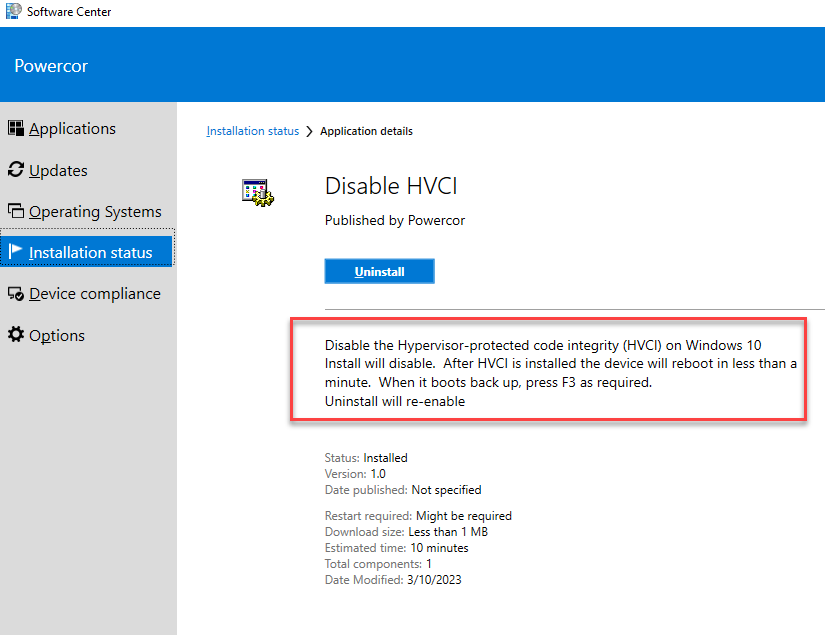 Software Center
Powercor
Applications
Updates
Operating Systems
Installation status
Device compliance
Options
Installation status > Application details
Disable HVCI
Published by Powercor
Uninstall
Disable the Hypervisor-protected code integrity (HVCI) on Windows 10
Install will disable.  After HVCI is installed the device will reboot in less than a
minute.  When it boots back up, press F3 as required.
Uninstall will re-enable
Status: Installed
Version: 1.0
Date published: Not specified
Restart required: Might be required
Download size: Less than 1 MB
Estimated time: 10 minutes
Total components: 1
Date Modified: 3/10/2023